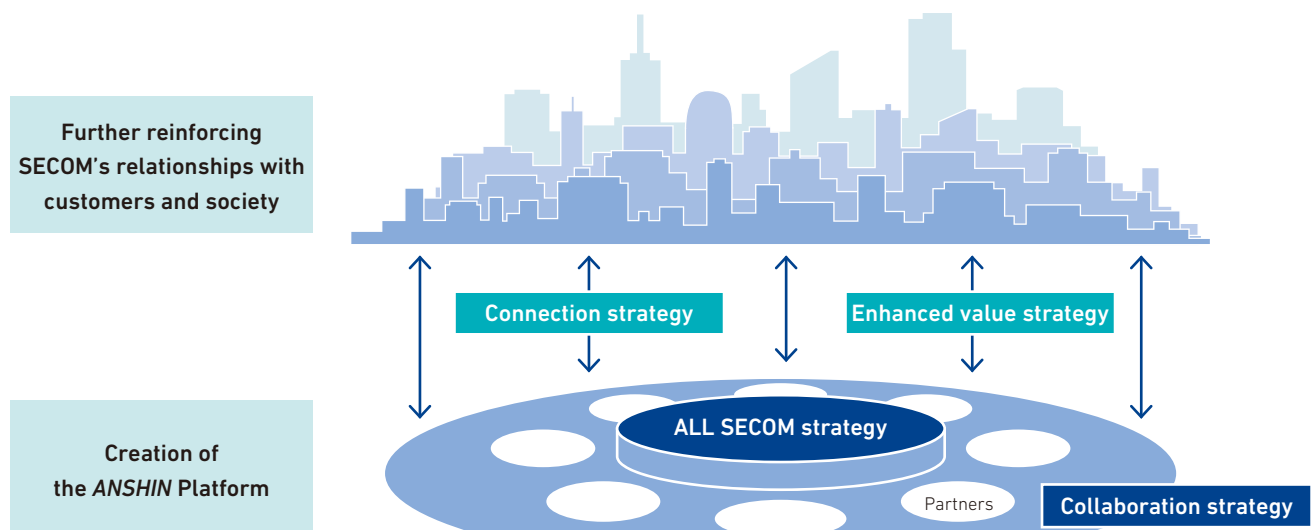 Further reinforcing
SECOM’s relationships with
customers and society
Connection strategy
Enhanced value strategy
ALL SECOM strategy
Creation of
the ANSHIN Platform
Partners
Collaboration strategy